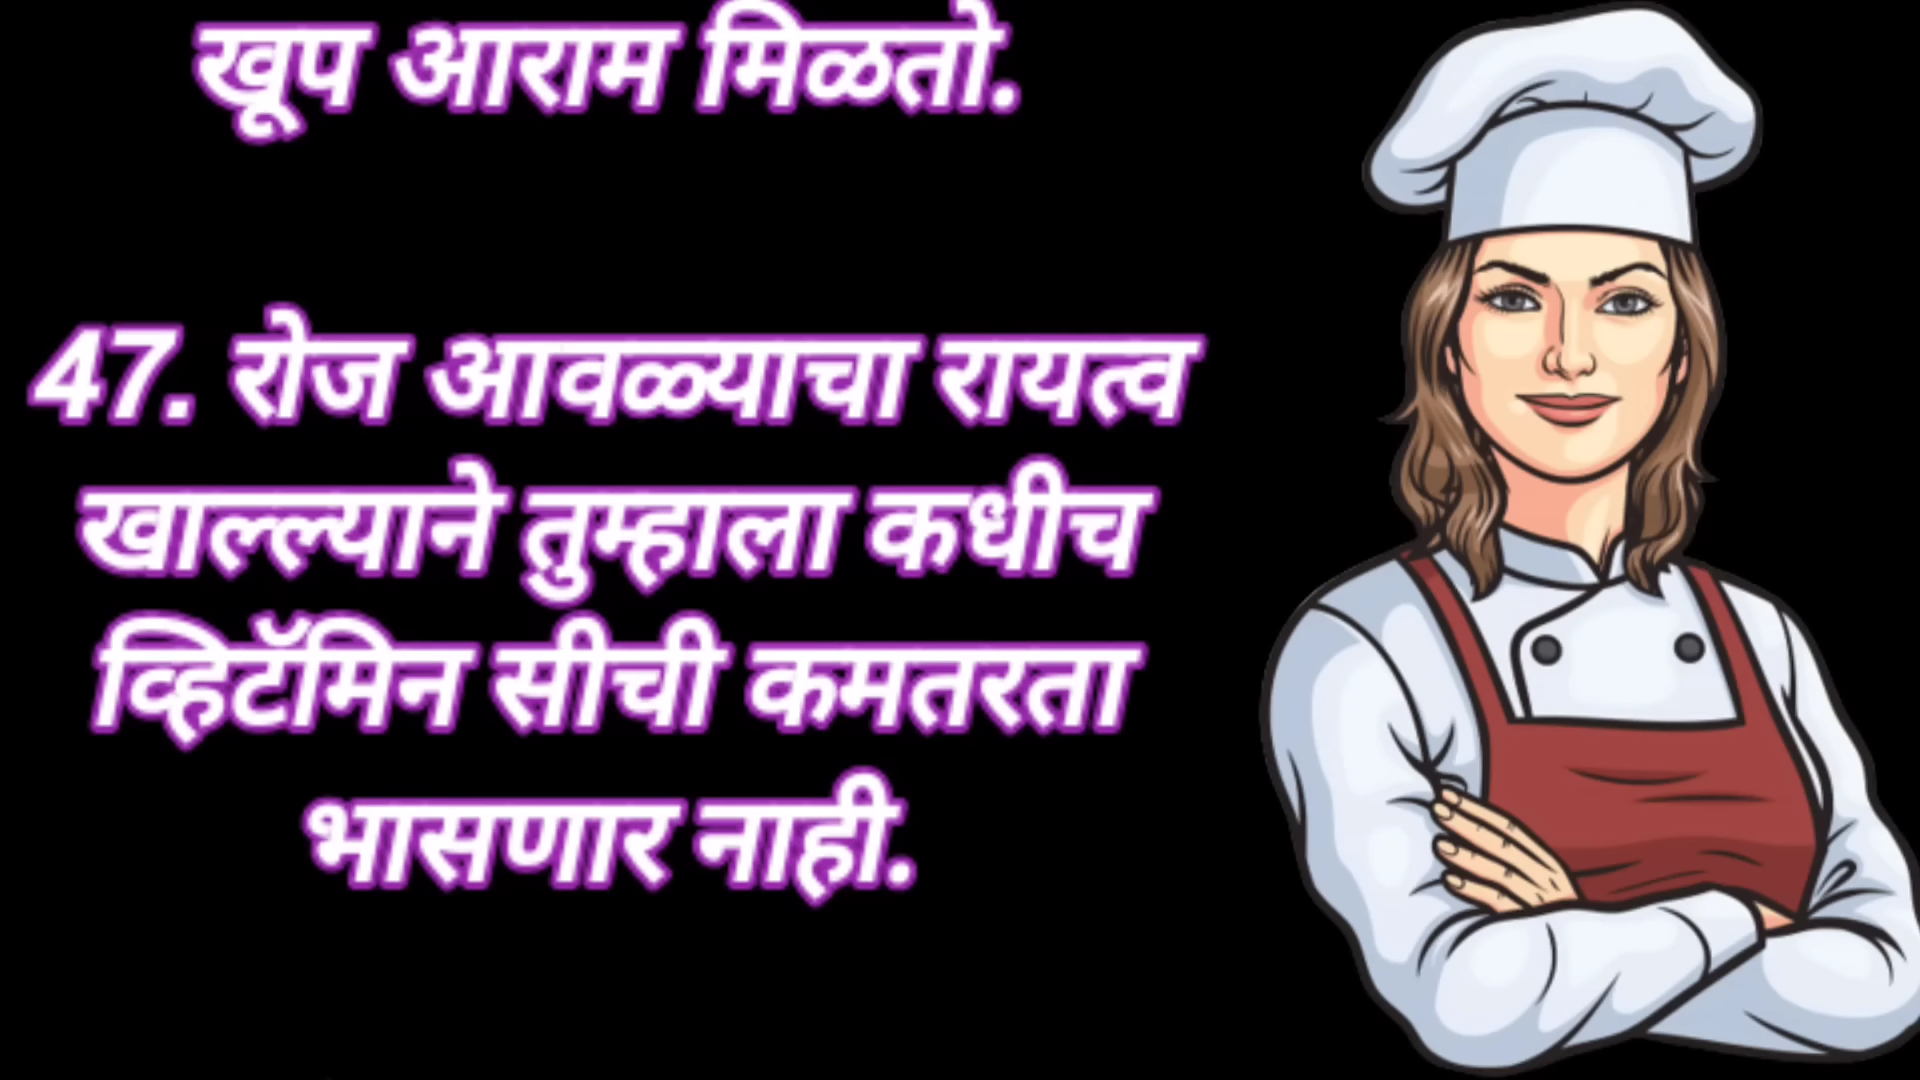 खूप आराम मिळतो.
47. रोज आवळ्याचा रायत्व
खाल्ल्याने तुम्हाला कधीच
व्हिटॅमिन सीची कमतरता
भासणार नाही.